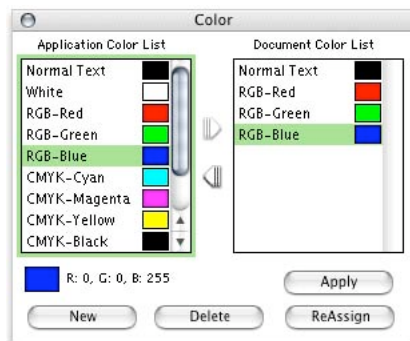 Color
Application Color List
Normal Text
White
RGB-Red
RGB-Green
RGB-Blue
CMYK-Cyan
CMYK-Magenta
CMYK-Yellow
CMYK-Black
Document Color List
Normal Text
RGB-Red
RGB-Green
RGB-Blue
R: 0, G: 0, B: 255
Apply
New
Delete
ReAssign